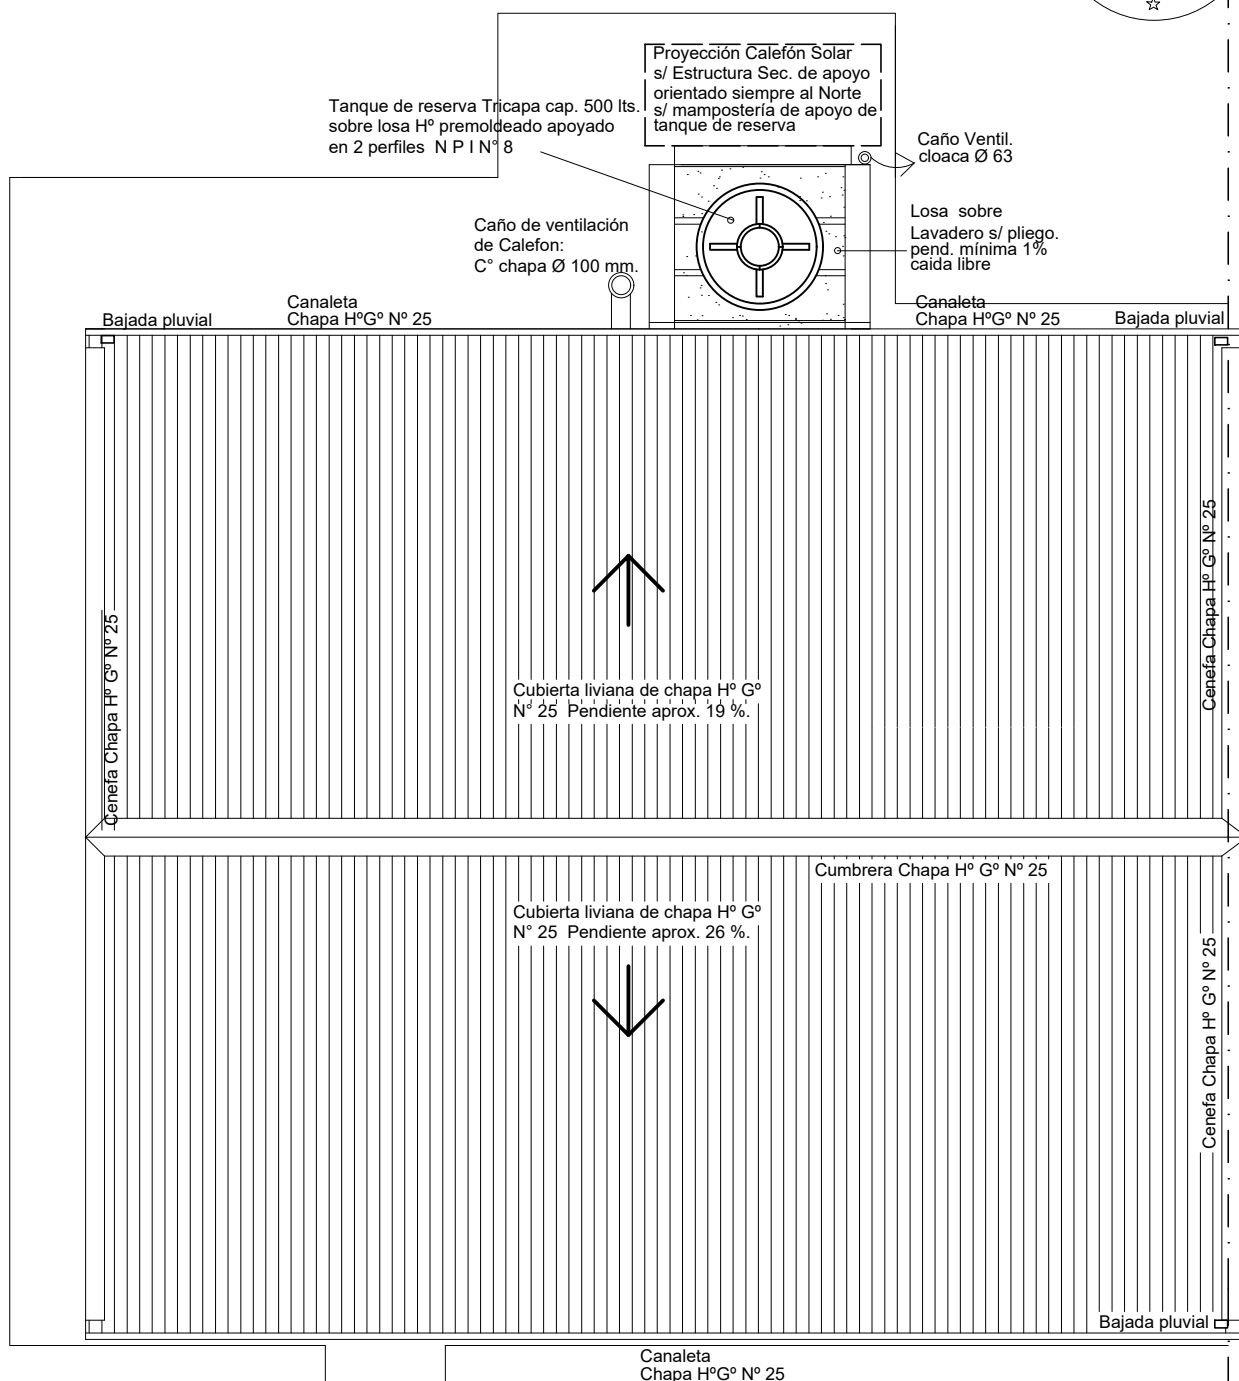 Proyección Calefón Solar
s/ Estructura Sec. de apoyo
orientado siempre al Norte
s/ mampostería de apoyo de
tanque de reserva
Tanque de reserva Tricapa cap. 500 lts.
sobre losa Hº premoldeado apoyado
en 2 perfiles N P I N° 8
Caño Ventil.
cloaca Ø 63
Caño de ventilación
de Calefon:
C° chapa Ø 100 mm.
Losa sobre
Lavadero s/ pliego.
pend. mínima 1%
caida libre
Bajada pluvial
Canaleta
Chapa HºGº Nº 25
Canaleta
Chapa HºGº Nº 25
Bajada pluvial
Cenefa Chapa Hº Gº Nº 25
Cenefa Chapa Hº Gº Nº 25
Cubierta liviana de chapa Hº Gº
N° 25 Pendiente aprox. 19 %.
Cumbrera Chapa Hº Gº Nº 25
Cubierta liviana de chapa Hº Gº
N° 25 Pendiente aprox. 26 %.
Cenefa Chapa Hº Gº Nº 25
Bajada pluvial
Canaleta
Chapa HºGº Nº 25